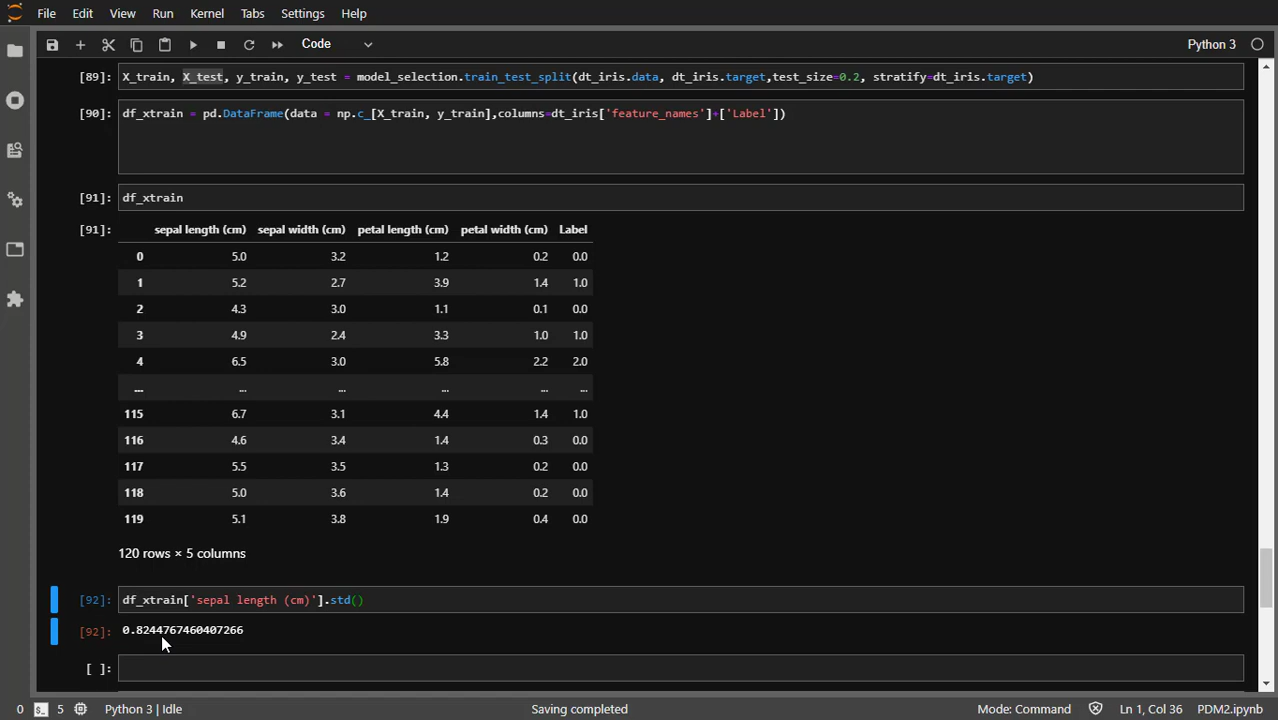 File Edit View Run Kernel Tabs Settings Help
Code
Python 3
[89]: X_train, X_test, y_train, y_test = model_selection.train_test_split(dt_iris.data, dt_iris.target,test_size=0.2, stratify=dt_iris.target)
[90]: df_xtrain = pd.DataFrame(data = np.c_[X_train, y_train],columns=dt_iris['feature_names']+['Label'])
[91]: df_xtrain
[91]: sepal length (cm) sepal width (cm) petal length (cm) petal width (cm) Label
0 5.0 3.2 1.2 0.2 0.0
1 5.2 2.7 3.9 1.4 1.0
2 4.3 3.0 1.1 0.1 0.0
3 4.9 2.4 3.3 1.0 1.0
4 6.5 3.0 5.8 2.2 2.0
... ... ... ... ... ...
115 6.7 3.1 4.4 1.4 1.0
116 4.6 3.4 1.4 0.3 0.0
117 5.5 3.5 1.3 0.2 0.0
118 5.0 3.6 1.4 0.2 0.0
119 5.1 3.8 1.9 0.4 0.0
120 rows × 5 columns
[92]: df_xtrain['sepal length (cm)'].std()
[92]: 0.8244767460407266
[ ]:
0 $_ 5 Python 3 | Idle Saving completed Mode: Command Ln 1, Col 36 PDM2.ipynb